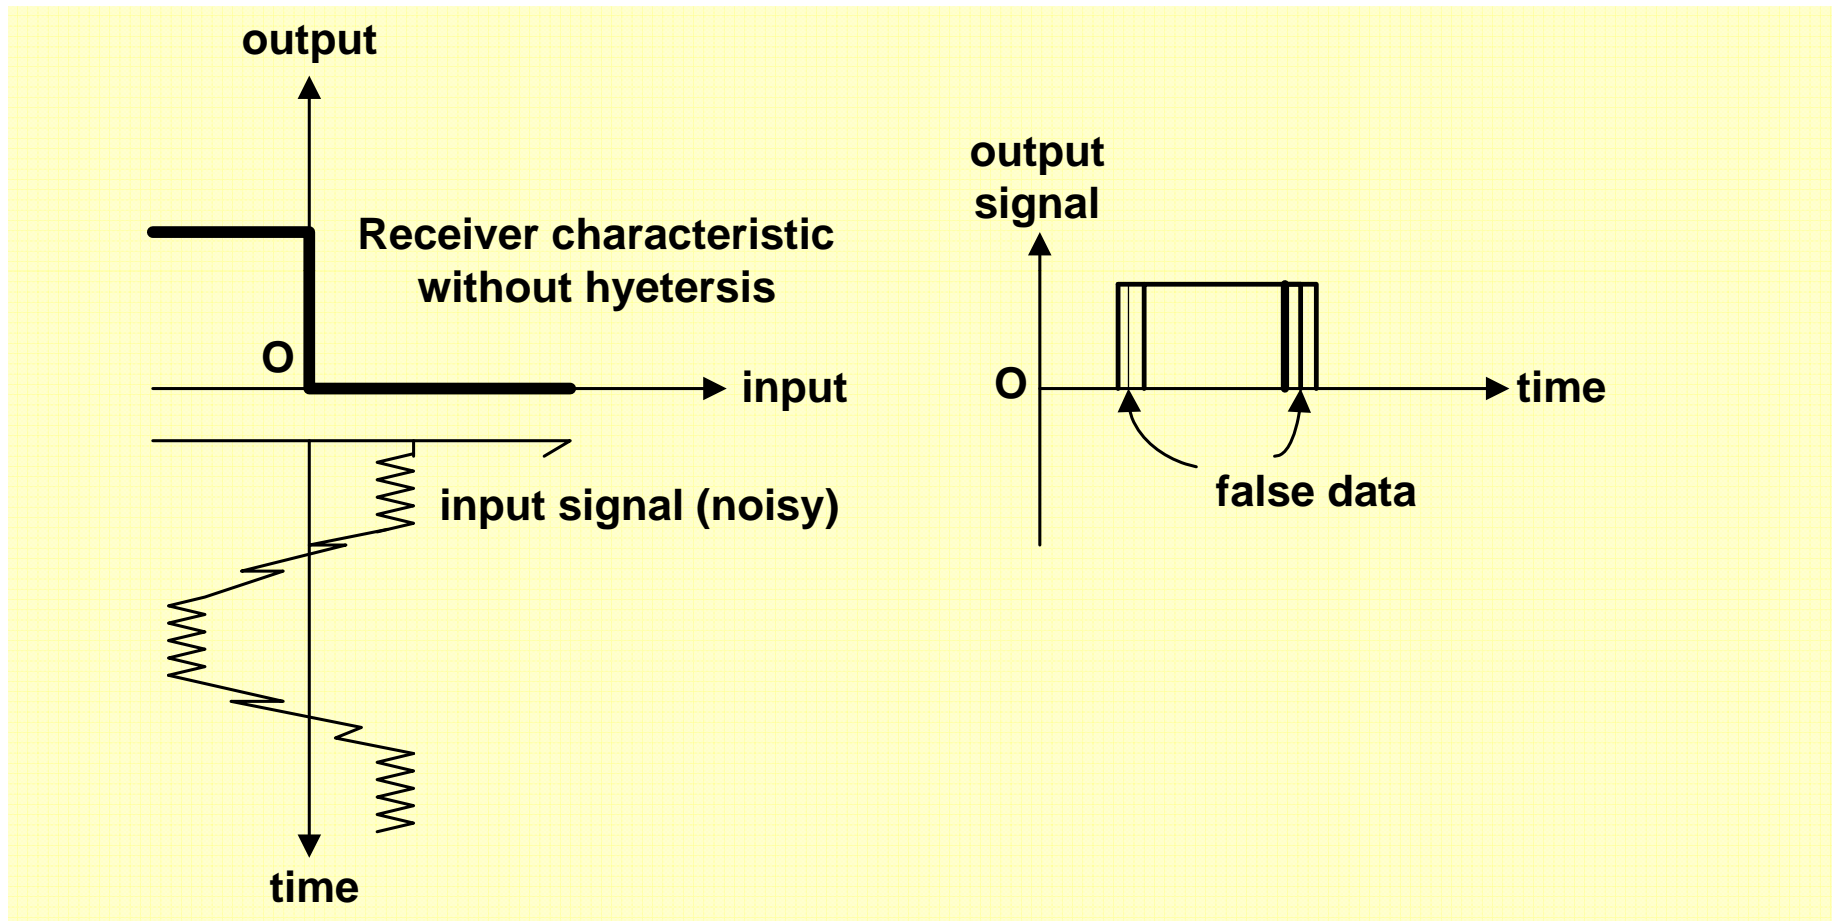 output
Receiver characteristic
without hyetersis
O
input
input signal (noisy)
time
output
signal
O
time
false data